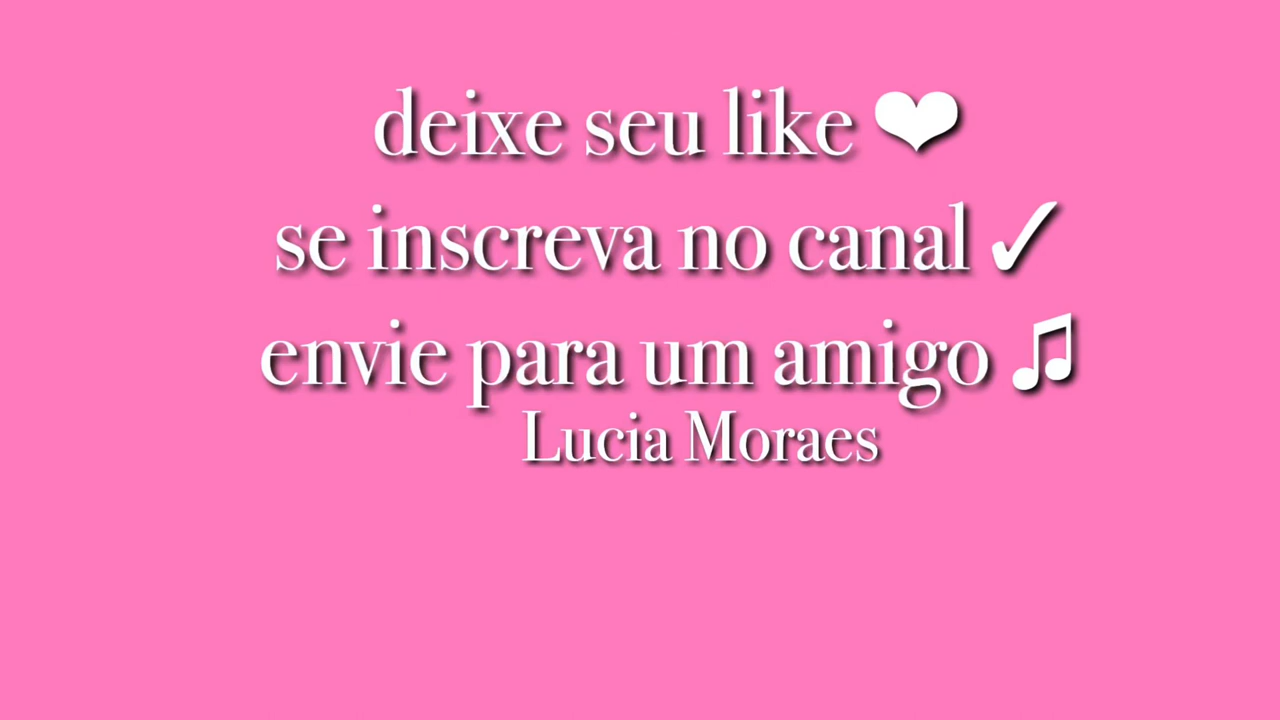 deixe seu like ❤
se inscreva no canal ✓
envie para um amigo ♫
Lucia Moraes